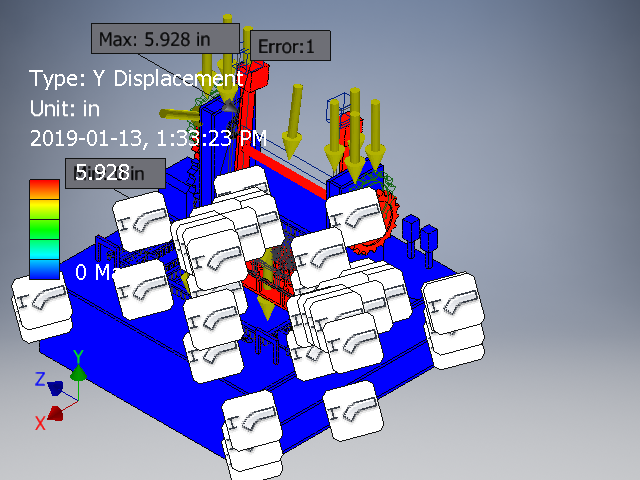 Max: 5.928 in
Error:1
Type: Y Displacement
Unit: in
2019-01-13, 1:33:23 PM
5.928
in
0
Y
Z
X